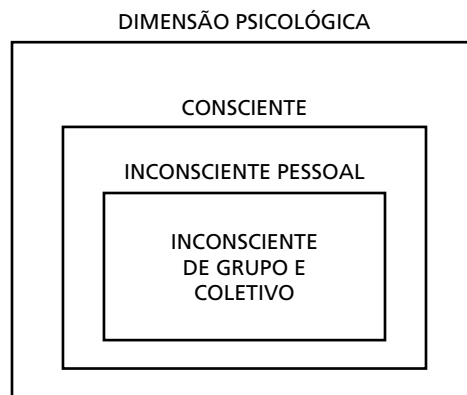 DIMENSÃO PSICOLÓGICA
CONSCIENTE
INCONSCIENTE PESSOAL
INCONSCIENTE
DE GRUPO E
COLETIVO